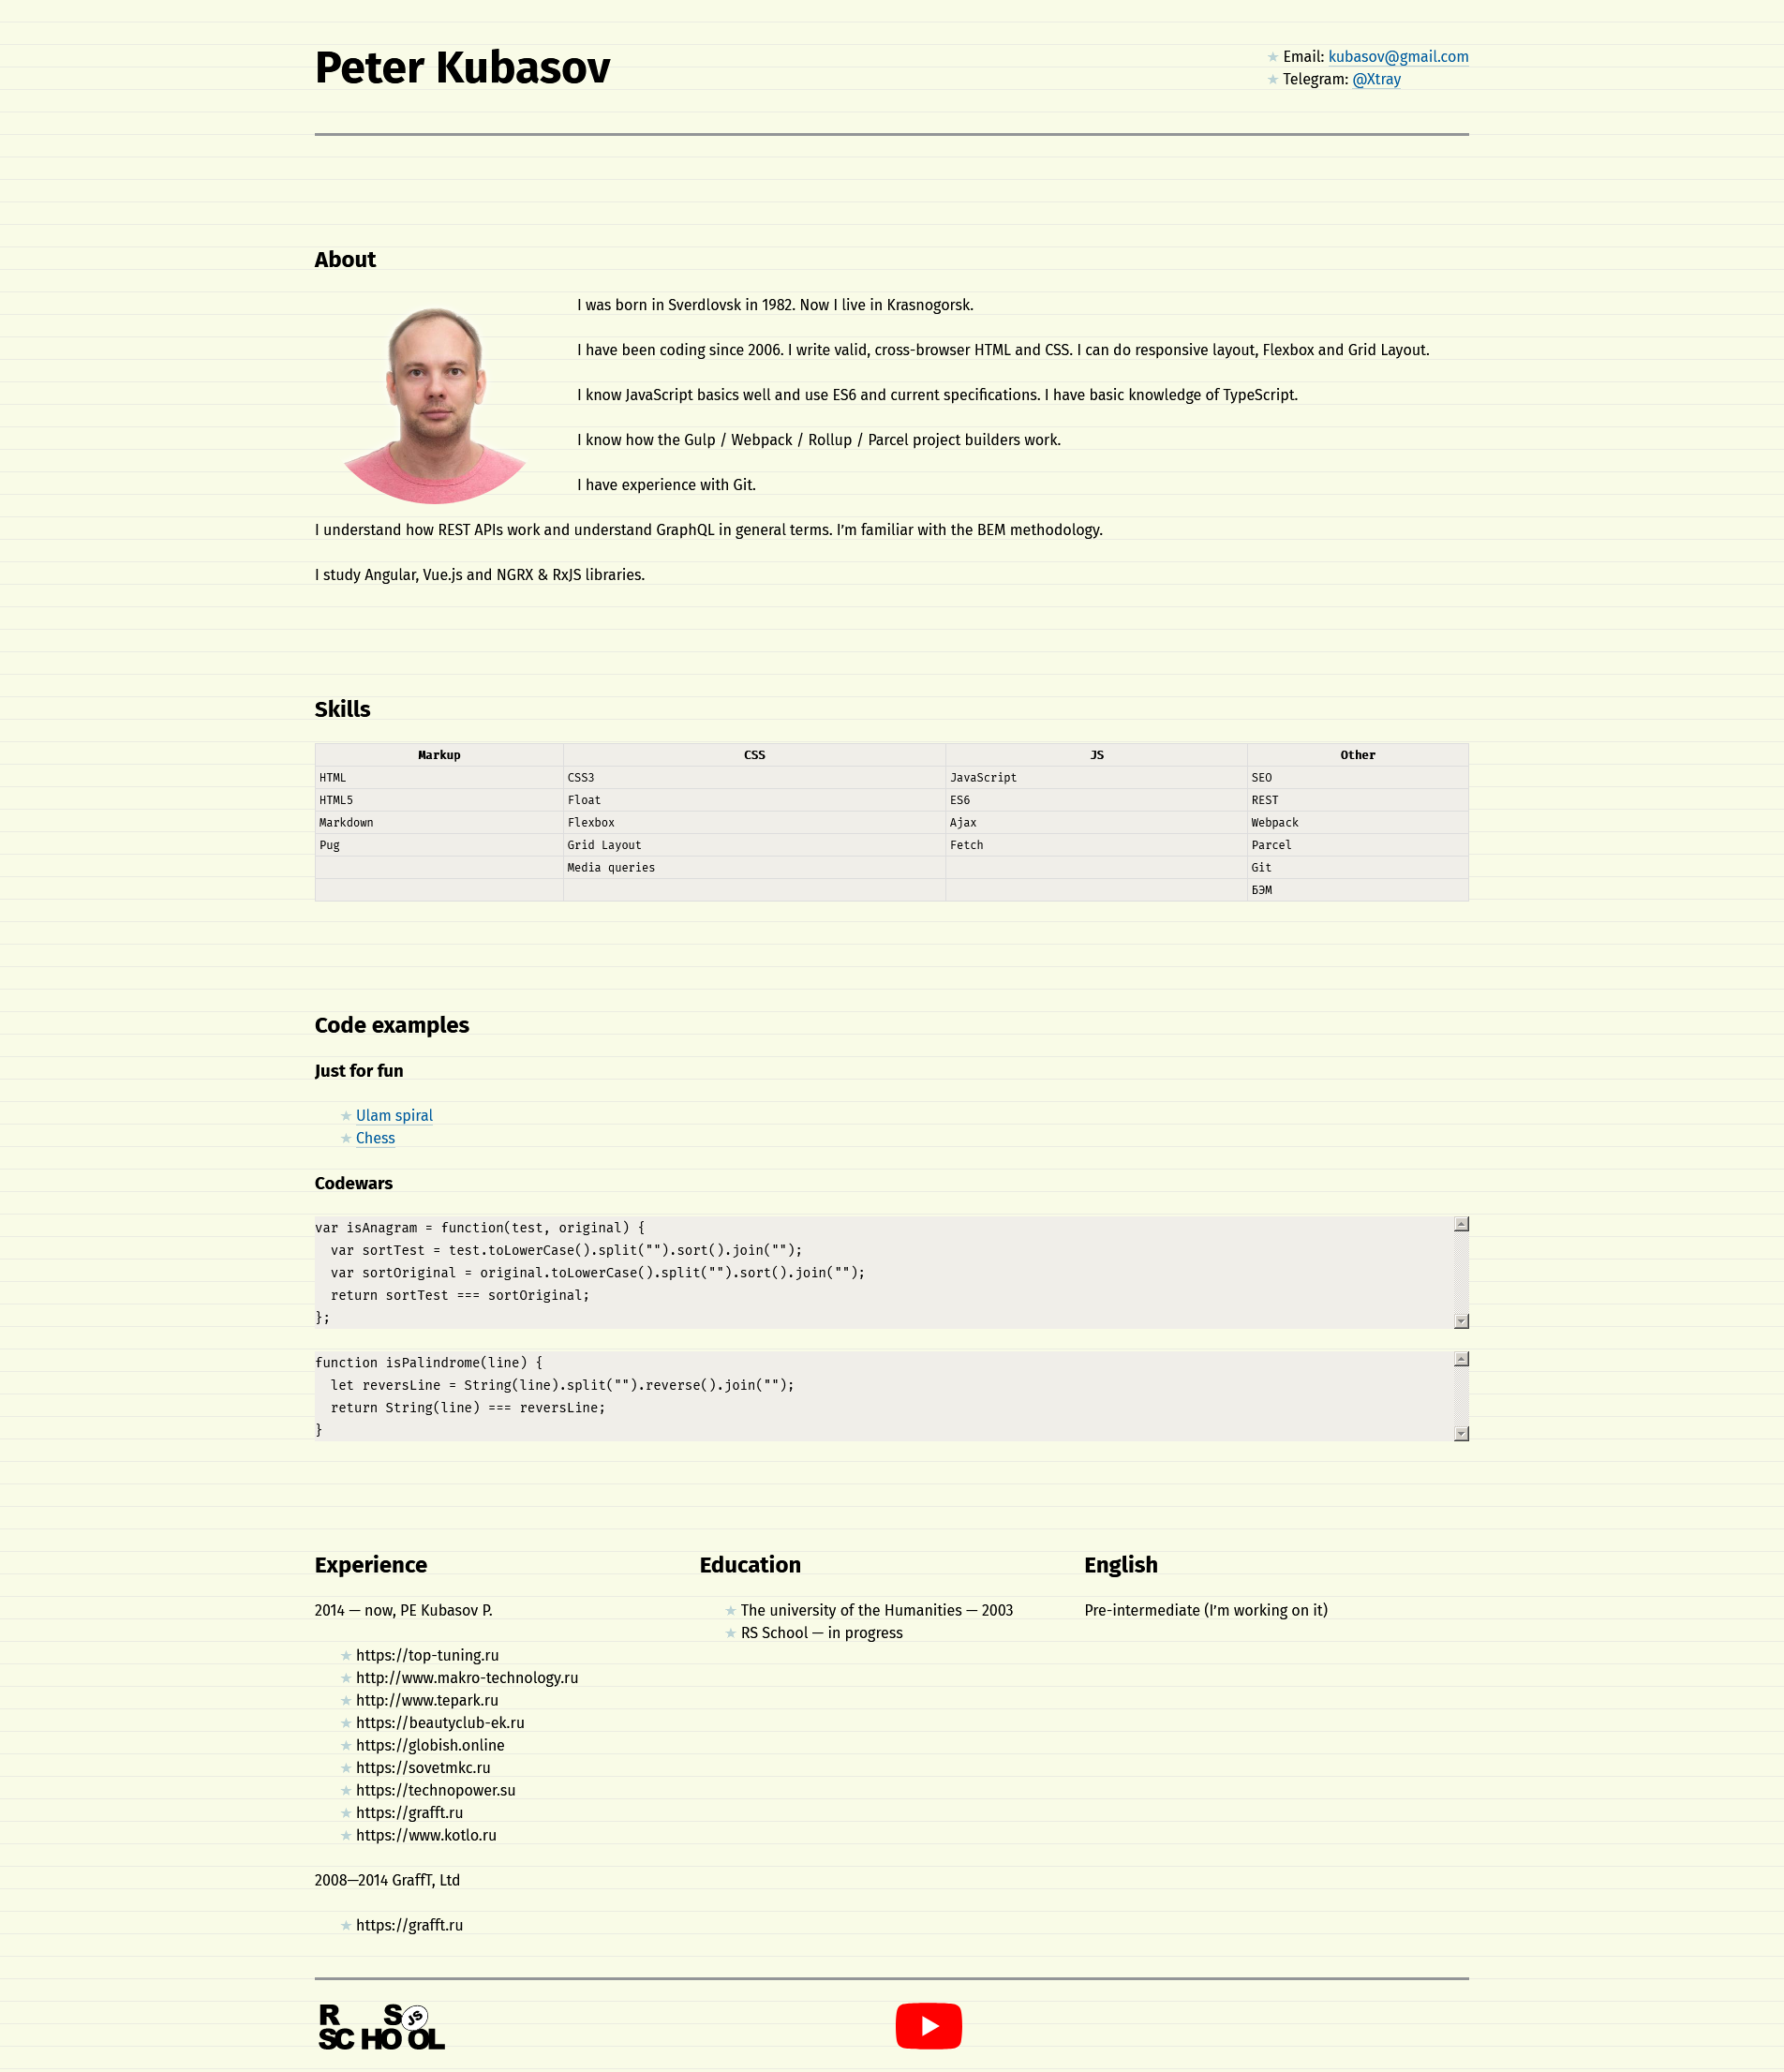 Peter Kubasov
★ Email: kubasov@gmail.com
★ Telegram: @Xtray
About
I was born in Sverdlovsk in 1982. Now I live in Krasnogorsk.
I have been coding since 2006. I write valid, cross-browser HTML and CSS. I can do responsive layout, Flexbox and Grid Layout.
I know JavaScript basics well and use ES6 and current specifications. I have basic knowledge of TypeScript.
I know how the Gulp / Webpack / Rollup / Parcel project builders work.
I have experience with Git.
I understand how REST APIs work and understand GraphQL in general terms. I’m familiar with the BEM methodology.
I study Angular, Vue.js and NGRX & RxJS libraries.
Skills
Markup CSS JS Other
HTML CSS3 JavaScript SEO
HTML5 Float ES6 REST
Markdown Flexbox Ajax Webpack
Pug Grid Layout Fetch Parcel
Media queries Git
БЭМ
Code examples
Just for fun
★ Ulam spiral
★ Chess
Codewars
var isAnagram = function(test, original) {
  var sortTest = test.toLowerCase().split("").sort().join("");
  var sortOriginal = original.toLowerCase().split("").sort().join("");
  return sortTest === sortOriginal;
};
function isPalindrome(line) {
  let reversLine = String(line).split("").reverse().join("");
  return String(line) === reversLine;
}
Experience
2014 — now, PE Kubasov P.
★ https://top-tuning.ru
★ http://www.makro-technology.ru
★ http://www.tepark.ru
★ https://beautyclub-ek.ru
★ https://globish.online
★ https://sovetmkc.ru
★ https://technopower.su
★ https://grafft.ru
★ https://www.kotlo.ru
2008—2014 GraffT, Ltd
★ https://grafft.ru
Education
★ The university of the Humanities — 2003
★ RS School — in progress
English
Pre-intermediate (I’m working on it)
RS JS
SCHOOL